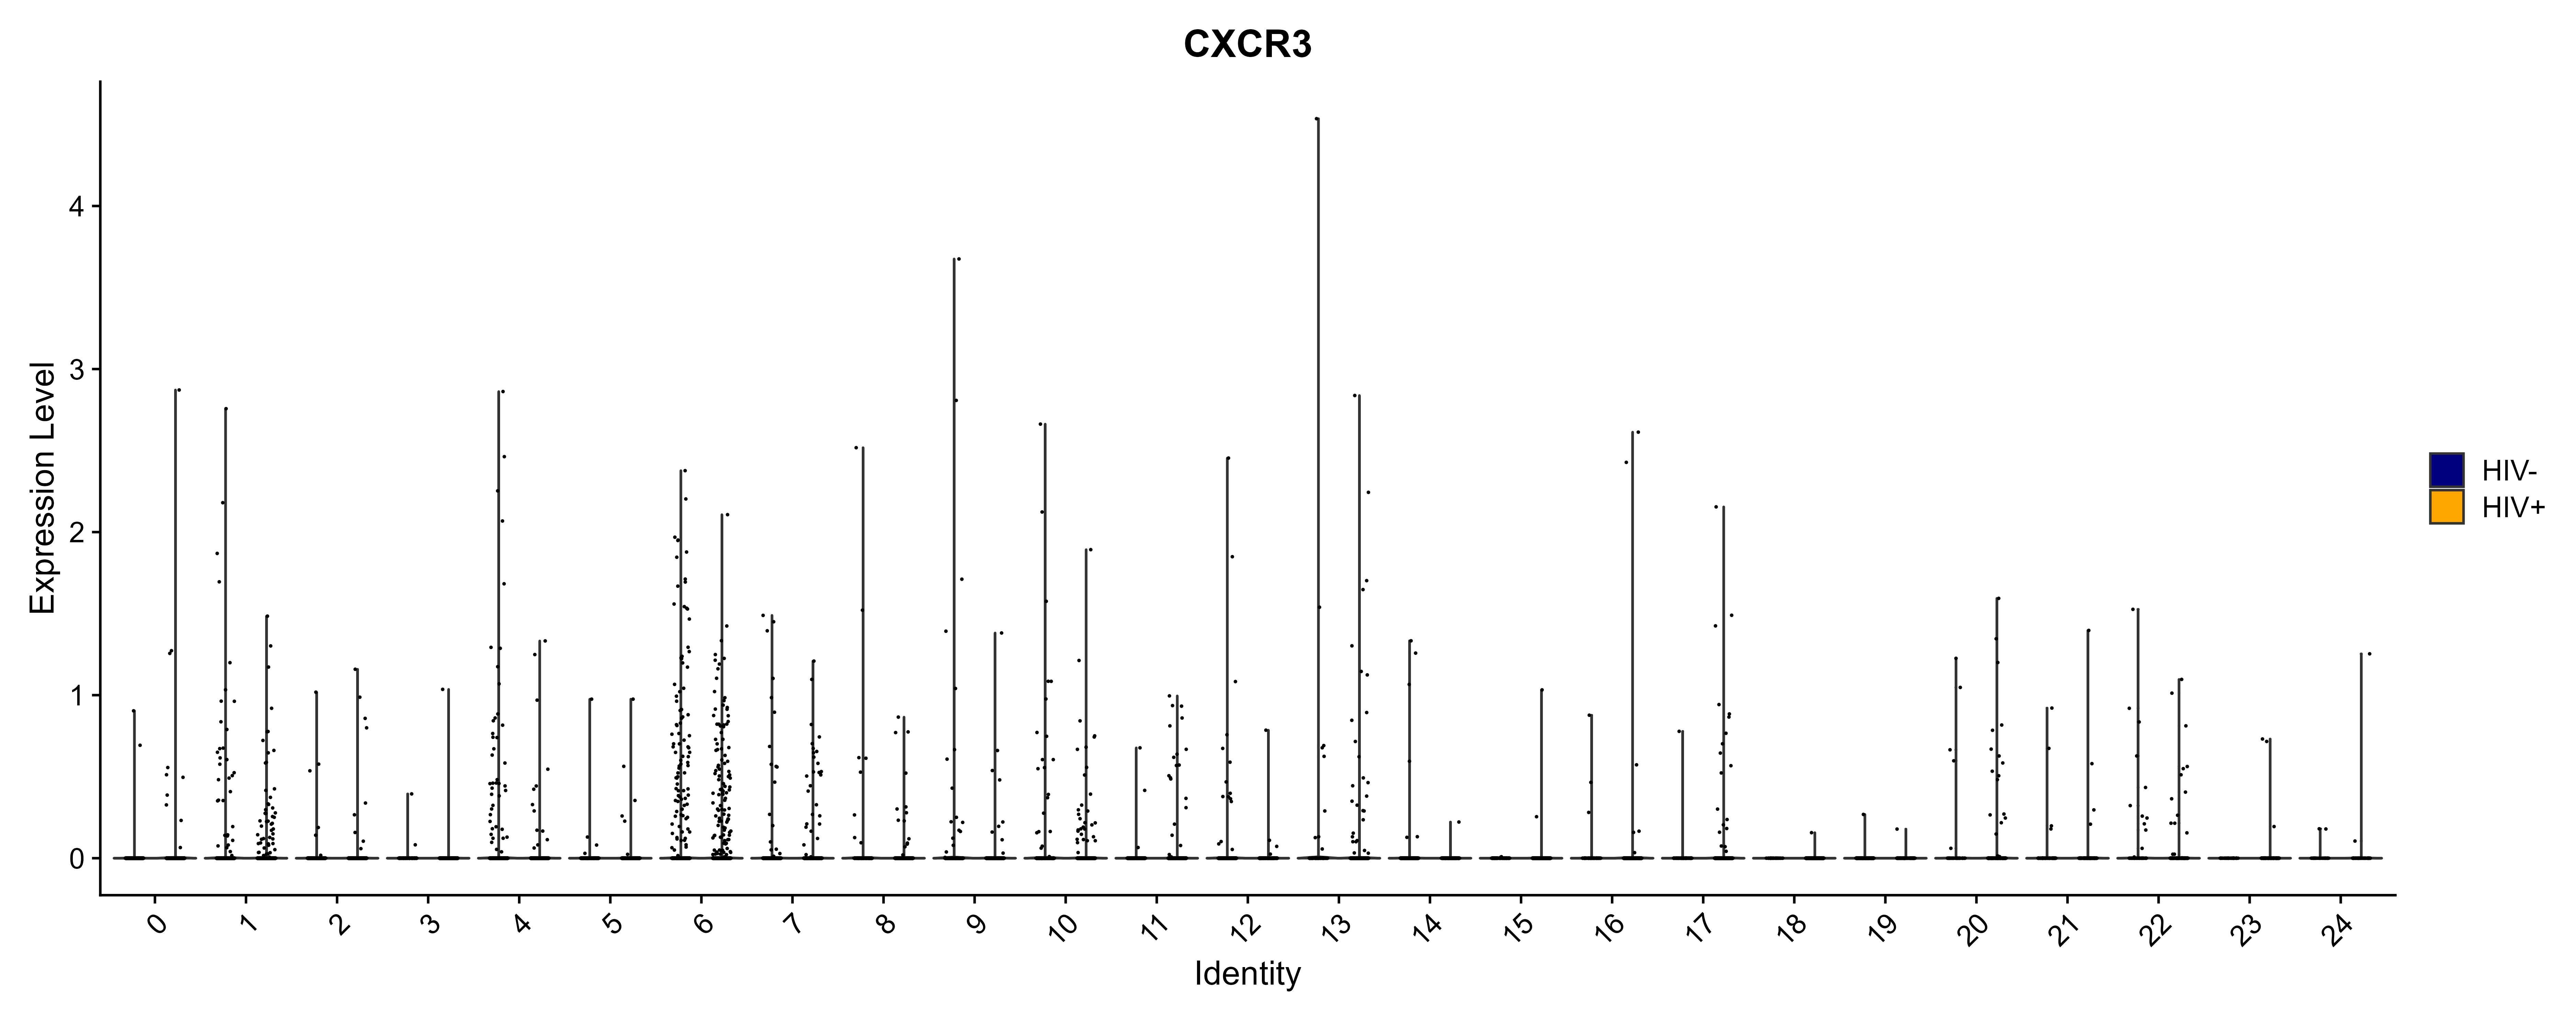 CXCR3
Expression Level
4
3
2
1
0
0 1 2 3 4 5 6 7 8 9 10 11 12 13 14 15 16 17 18 19 20 21 22 23 24
Identity
HIV-
HIV+